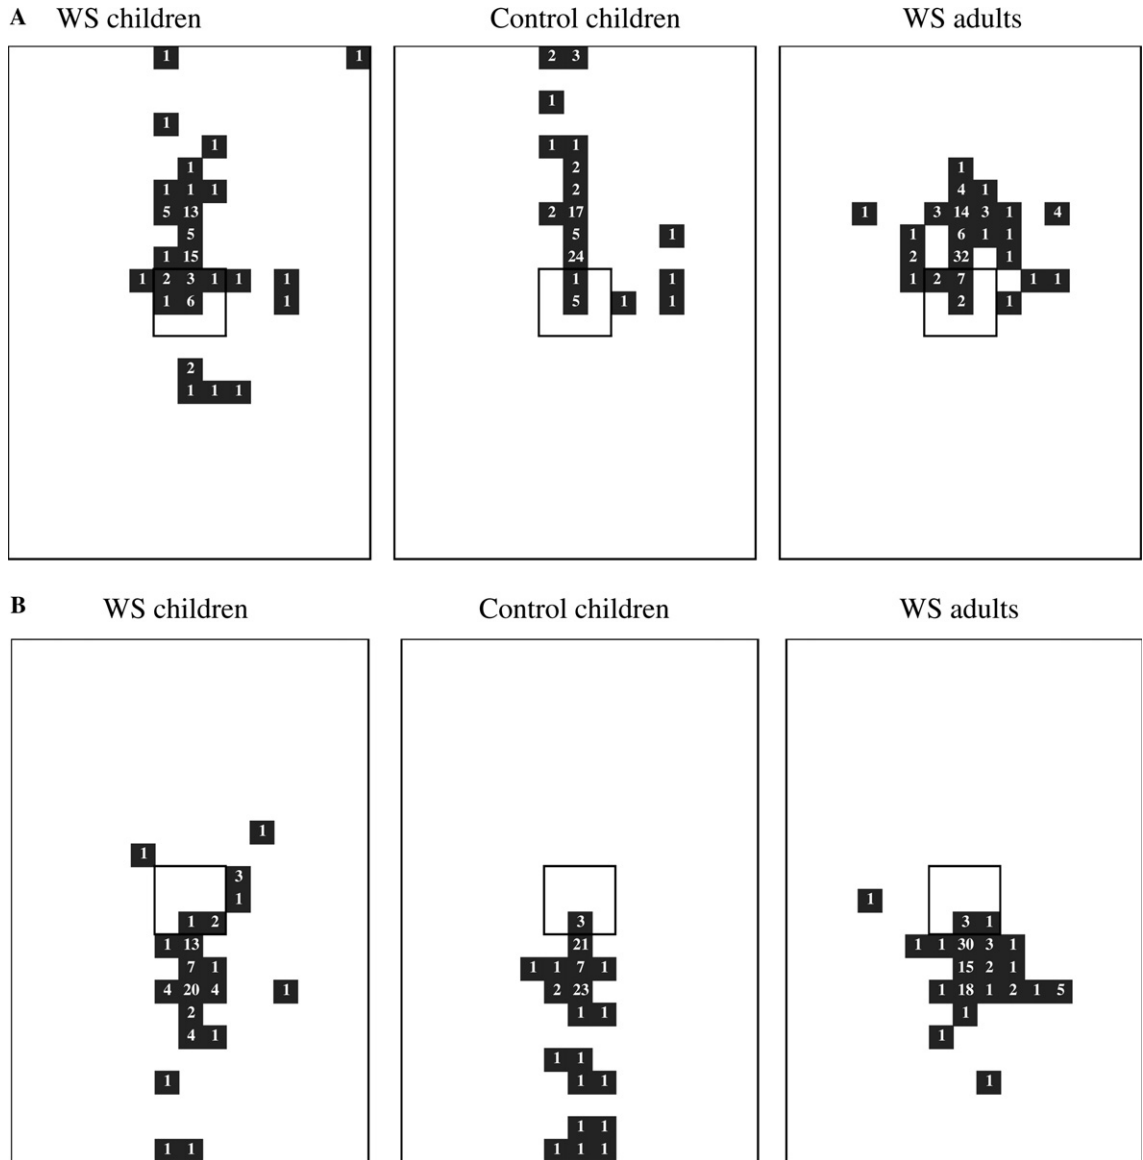 A WS children Control children WS adults
1 1 2 3
1
1
1 1 1
1 2 1
1 1 1 2 4 1
5 13 2 17 1 3 14 3 1 4
5 5 1 1 6 1 1
1 15 24 2 32 1
1 2 3 1 1 1 1 1 1 2 7 1 1
1 6 1 5 1 1 2 1
2
1 1 1
B WS children Control children WS adults
1
1
3
1 1
1 2 3 3 1
1 13 21 1 1 30 3 1
7 1 1 1 7 1 15 2 1
4 20 4 1 2 23 1 18 1 2 1 5
2 1 1 1
4 1 1
1 1
1 1 1 1
1 1
1 1 1 1 1